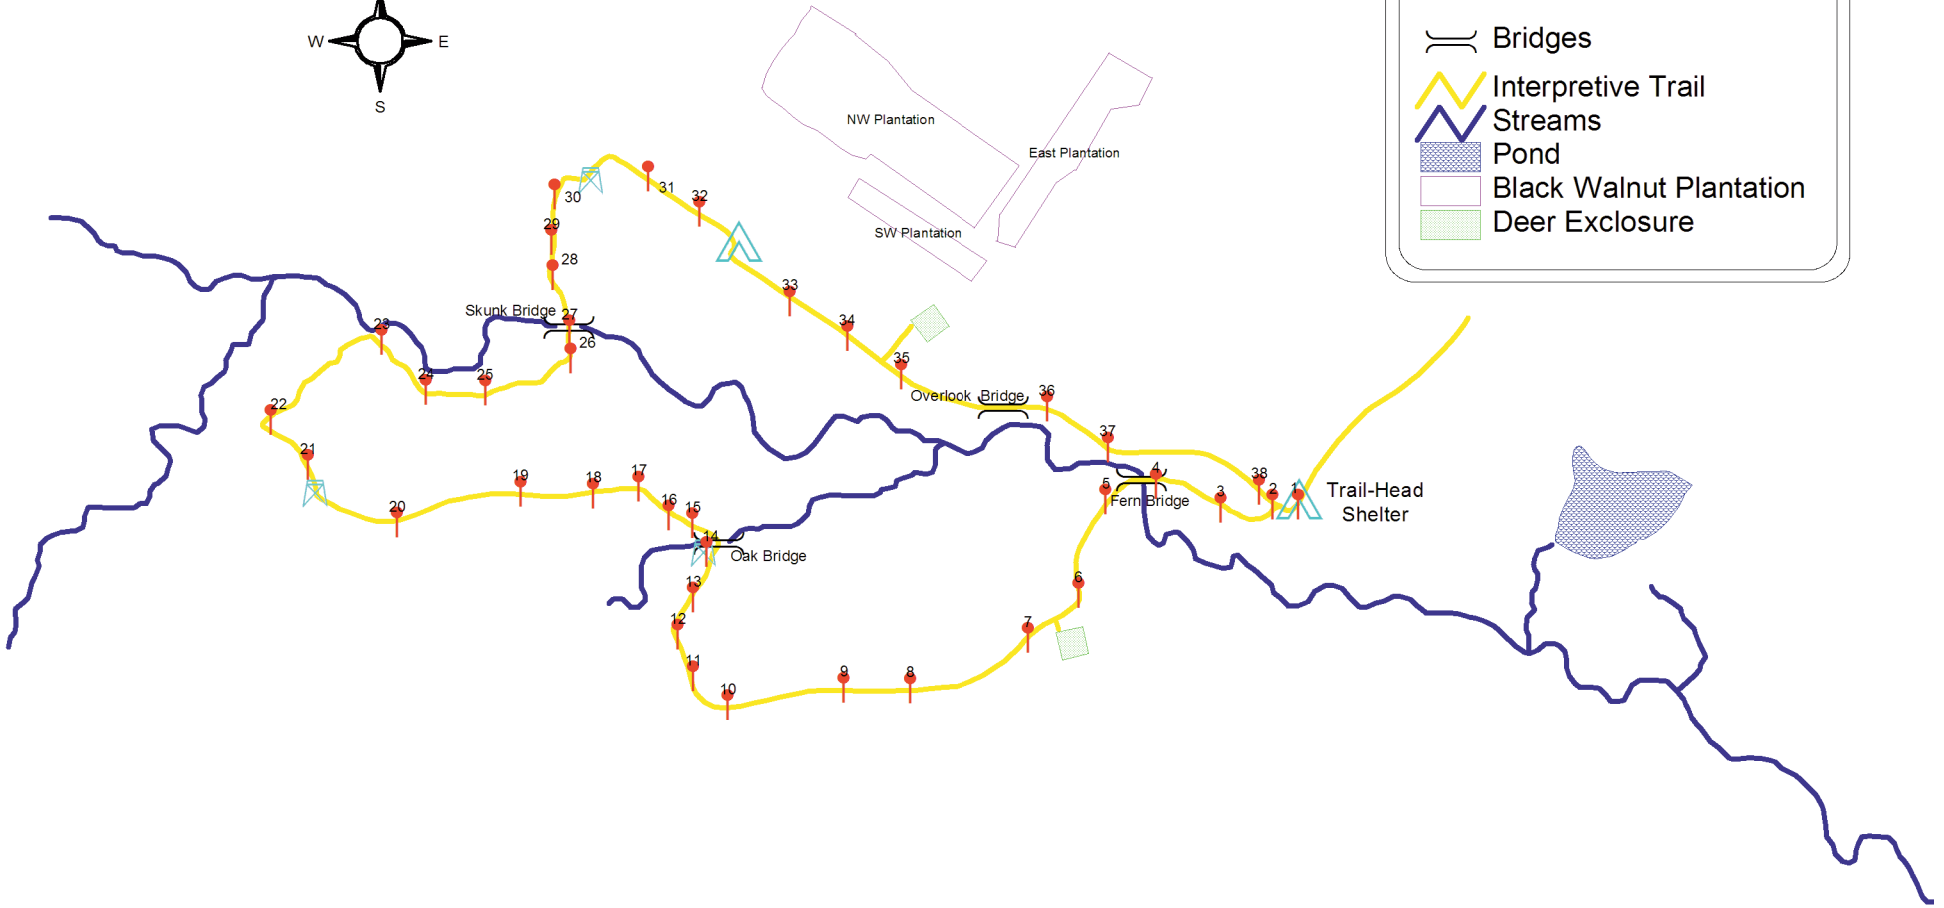 W
E
S
Bridges
Interpretive Trail
Streams
Pond
Black Walnut Plantation
Deer Exclosure
NW Plantation
East Plantation
SW Plantation
30
31
32
29
28
Skunk Bridge
27
26
33
34
35
23
24
25
22
21
20
19
18
17
16
15
14
Oak Bridge
13
12
11
10
9
8
7
6
5
4
Fern Bridge
3
2
1
38
37
36
Overlook Bridge
Trail-Head
Shelter